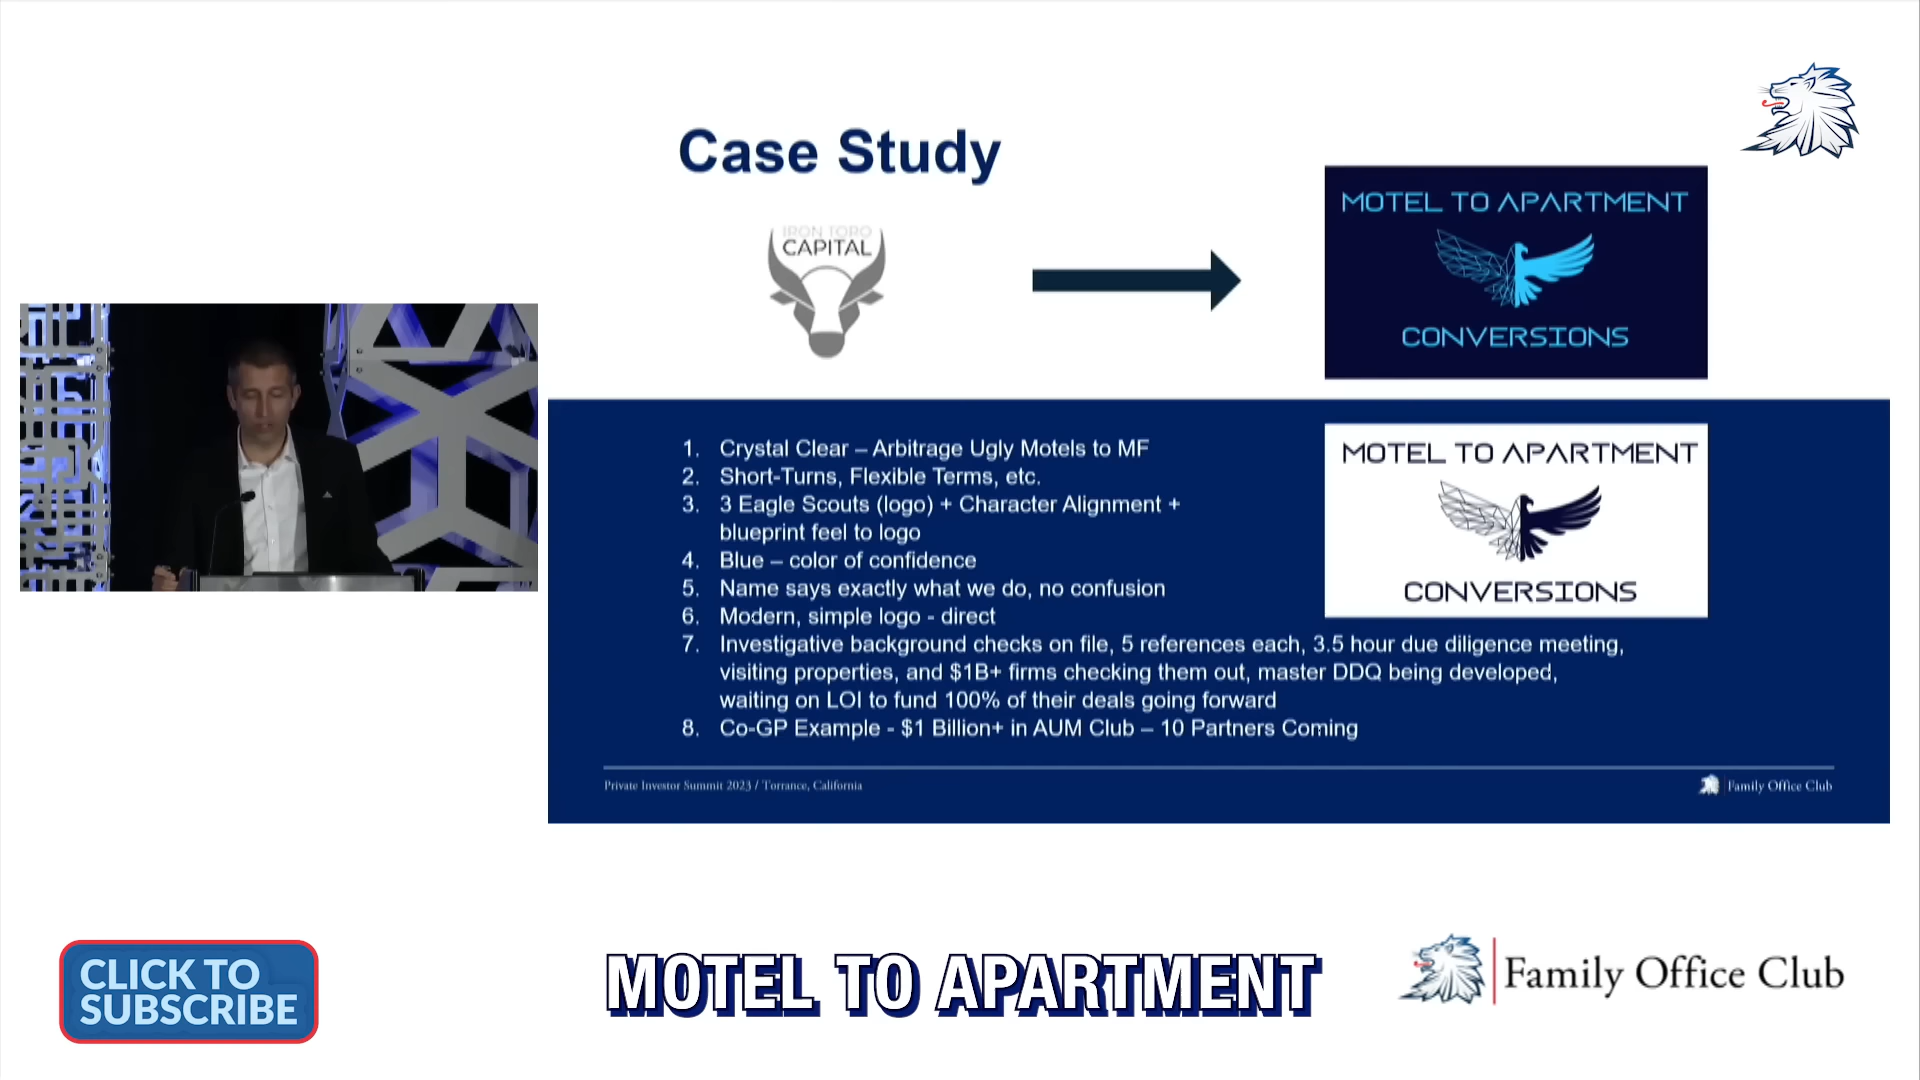 Case Study
IRON TORO
CAPITAL
MOTEL TO APARTMENT
CONVERSIONS
1. Crystal Clear – Arbitrage Ugly Motels to MF
2. Short-Turns, Flexible Terms, etc.
3. 3 Eagle Scouts (logo) + Character Alignment +
blueprint feel to logo
4. Blue – color of confidence
5. Name says exactly what we do, no confusion
6. Modern, simple logo - direct
7. Investigative background checks on file, 5 references each, 3.5 hour due diligence meeting,
visiting properties, and $1B+ firms checking them out, master DDQ being developed,
waiting on LOI to fund 100% of their deals going forward
8. Co-GP Example - $1 Billion+ in AUM Club – 10 Partners Coming
MOTEL TO APARTMENT
CONVERSIONS
Private Investor Summit 2023 / Torrance, California
Family Office Club
CLICK TO
SUBSCRIBE
MOTEL TO APARTMENT
Family Office Club